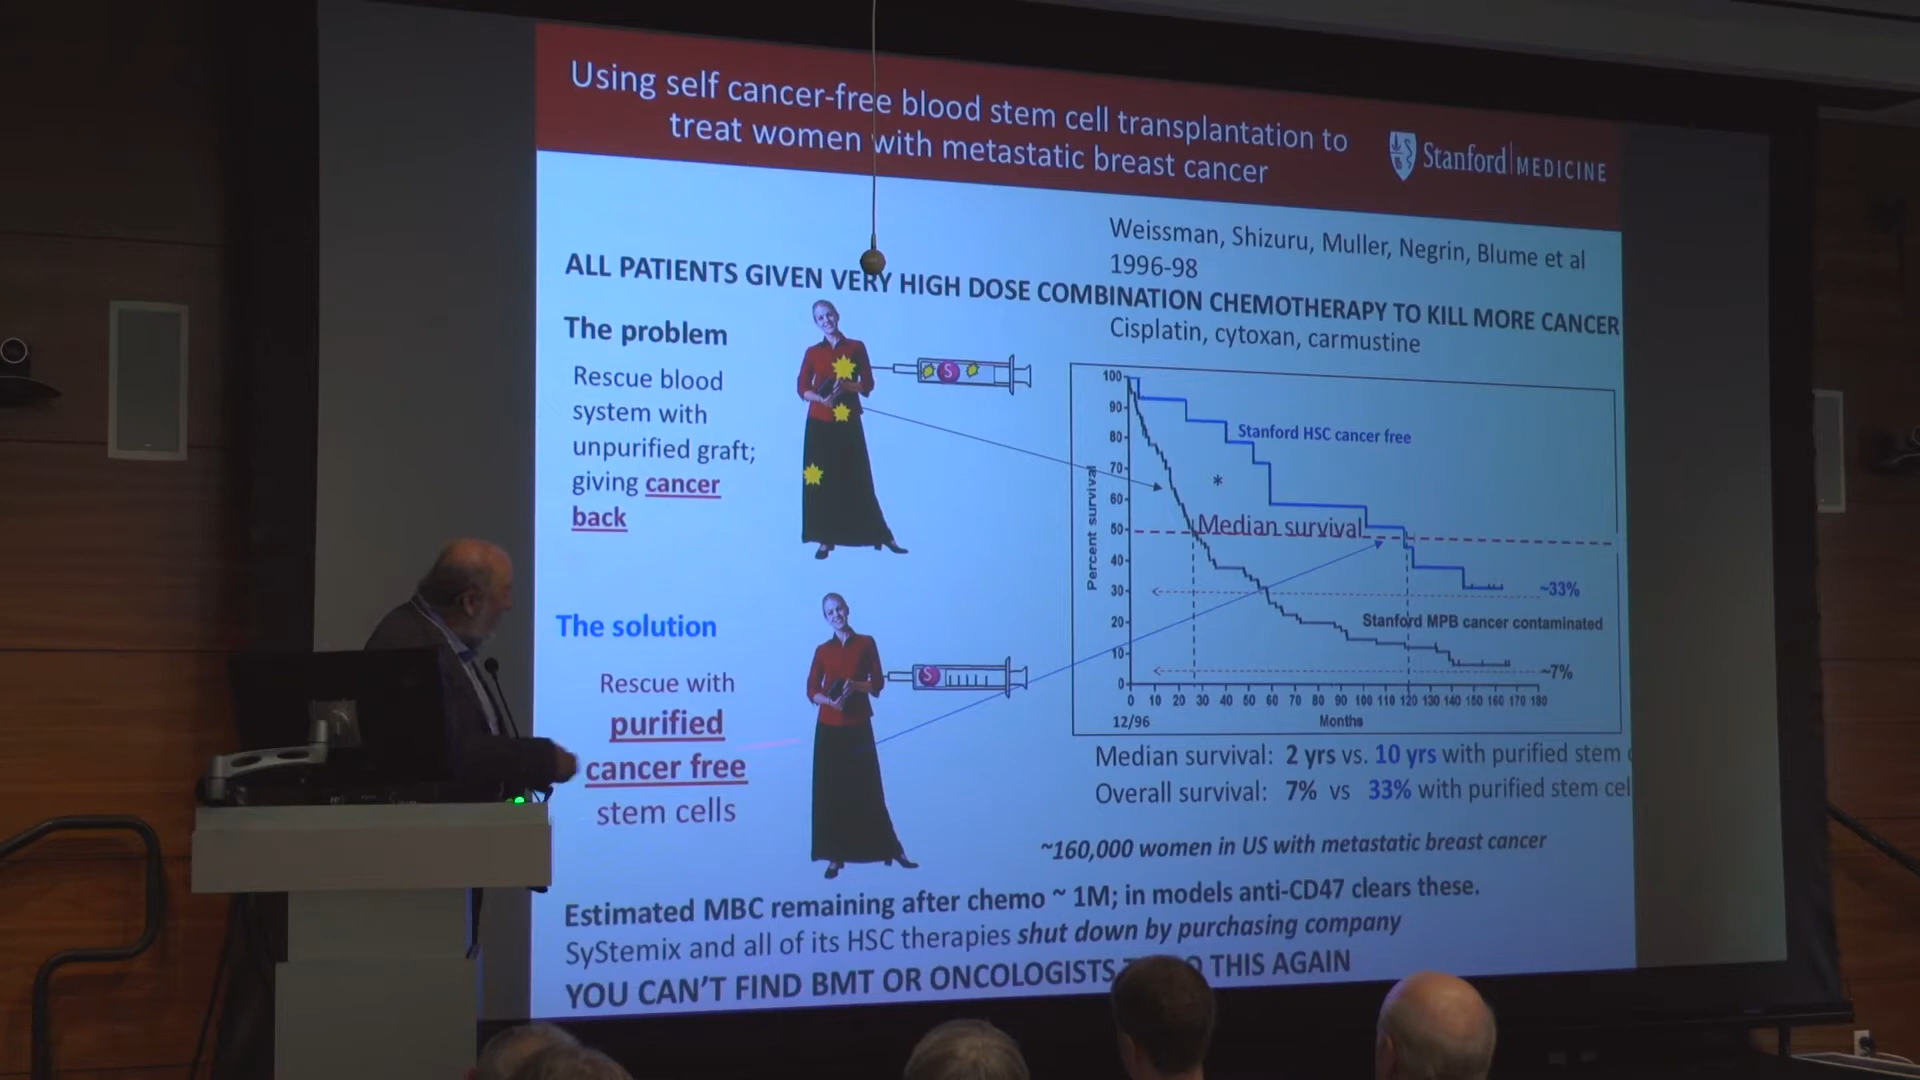 Using self cancer-free blood stem cell transplantation to
treat women with metastatic breast cancer
Stanford MEDICINE
Weissman, Shizuru, Muller, Negrin, Blume et al
1996-98
ALL PATIENTS GIVEN VERY HIGH DOSE COMBINATION CHEMOTHERAPY TO KILL MORE CANCER
Cisplatin, cytoxan, carmustine
The problem
Rescue blood
system with
unpurified graft;
giving cancer
back
S
The solution
Rescue with
purified
cancer free
stem cells
S
Percent survival
100
90
80
70
60
50
40
30
20
10
0
Stanford HSC cancer free
*
Median survival
~33%
Stanford MPB cancer contaminated
~7%
0 10 20 30 40 50 60 70 80 90 100 110 120 130 140 150 160 170 180
12/96
Months
Median survival: 2 yrs vs. 10 yrs with purified stem
Overall survival: 7% vs 33% with purified stem cel
~160,000 women in US with metastatic breast cancer
Estimated MBC remaining after chemo ~ 1M; in models anti-CD47 clears these.
SyStemix and all of its HSC therapies shut down by purchasing company
YOU CAN'T FIND BMT OR ONCOLOGISTS THIS AGAIN